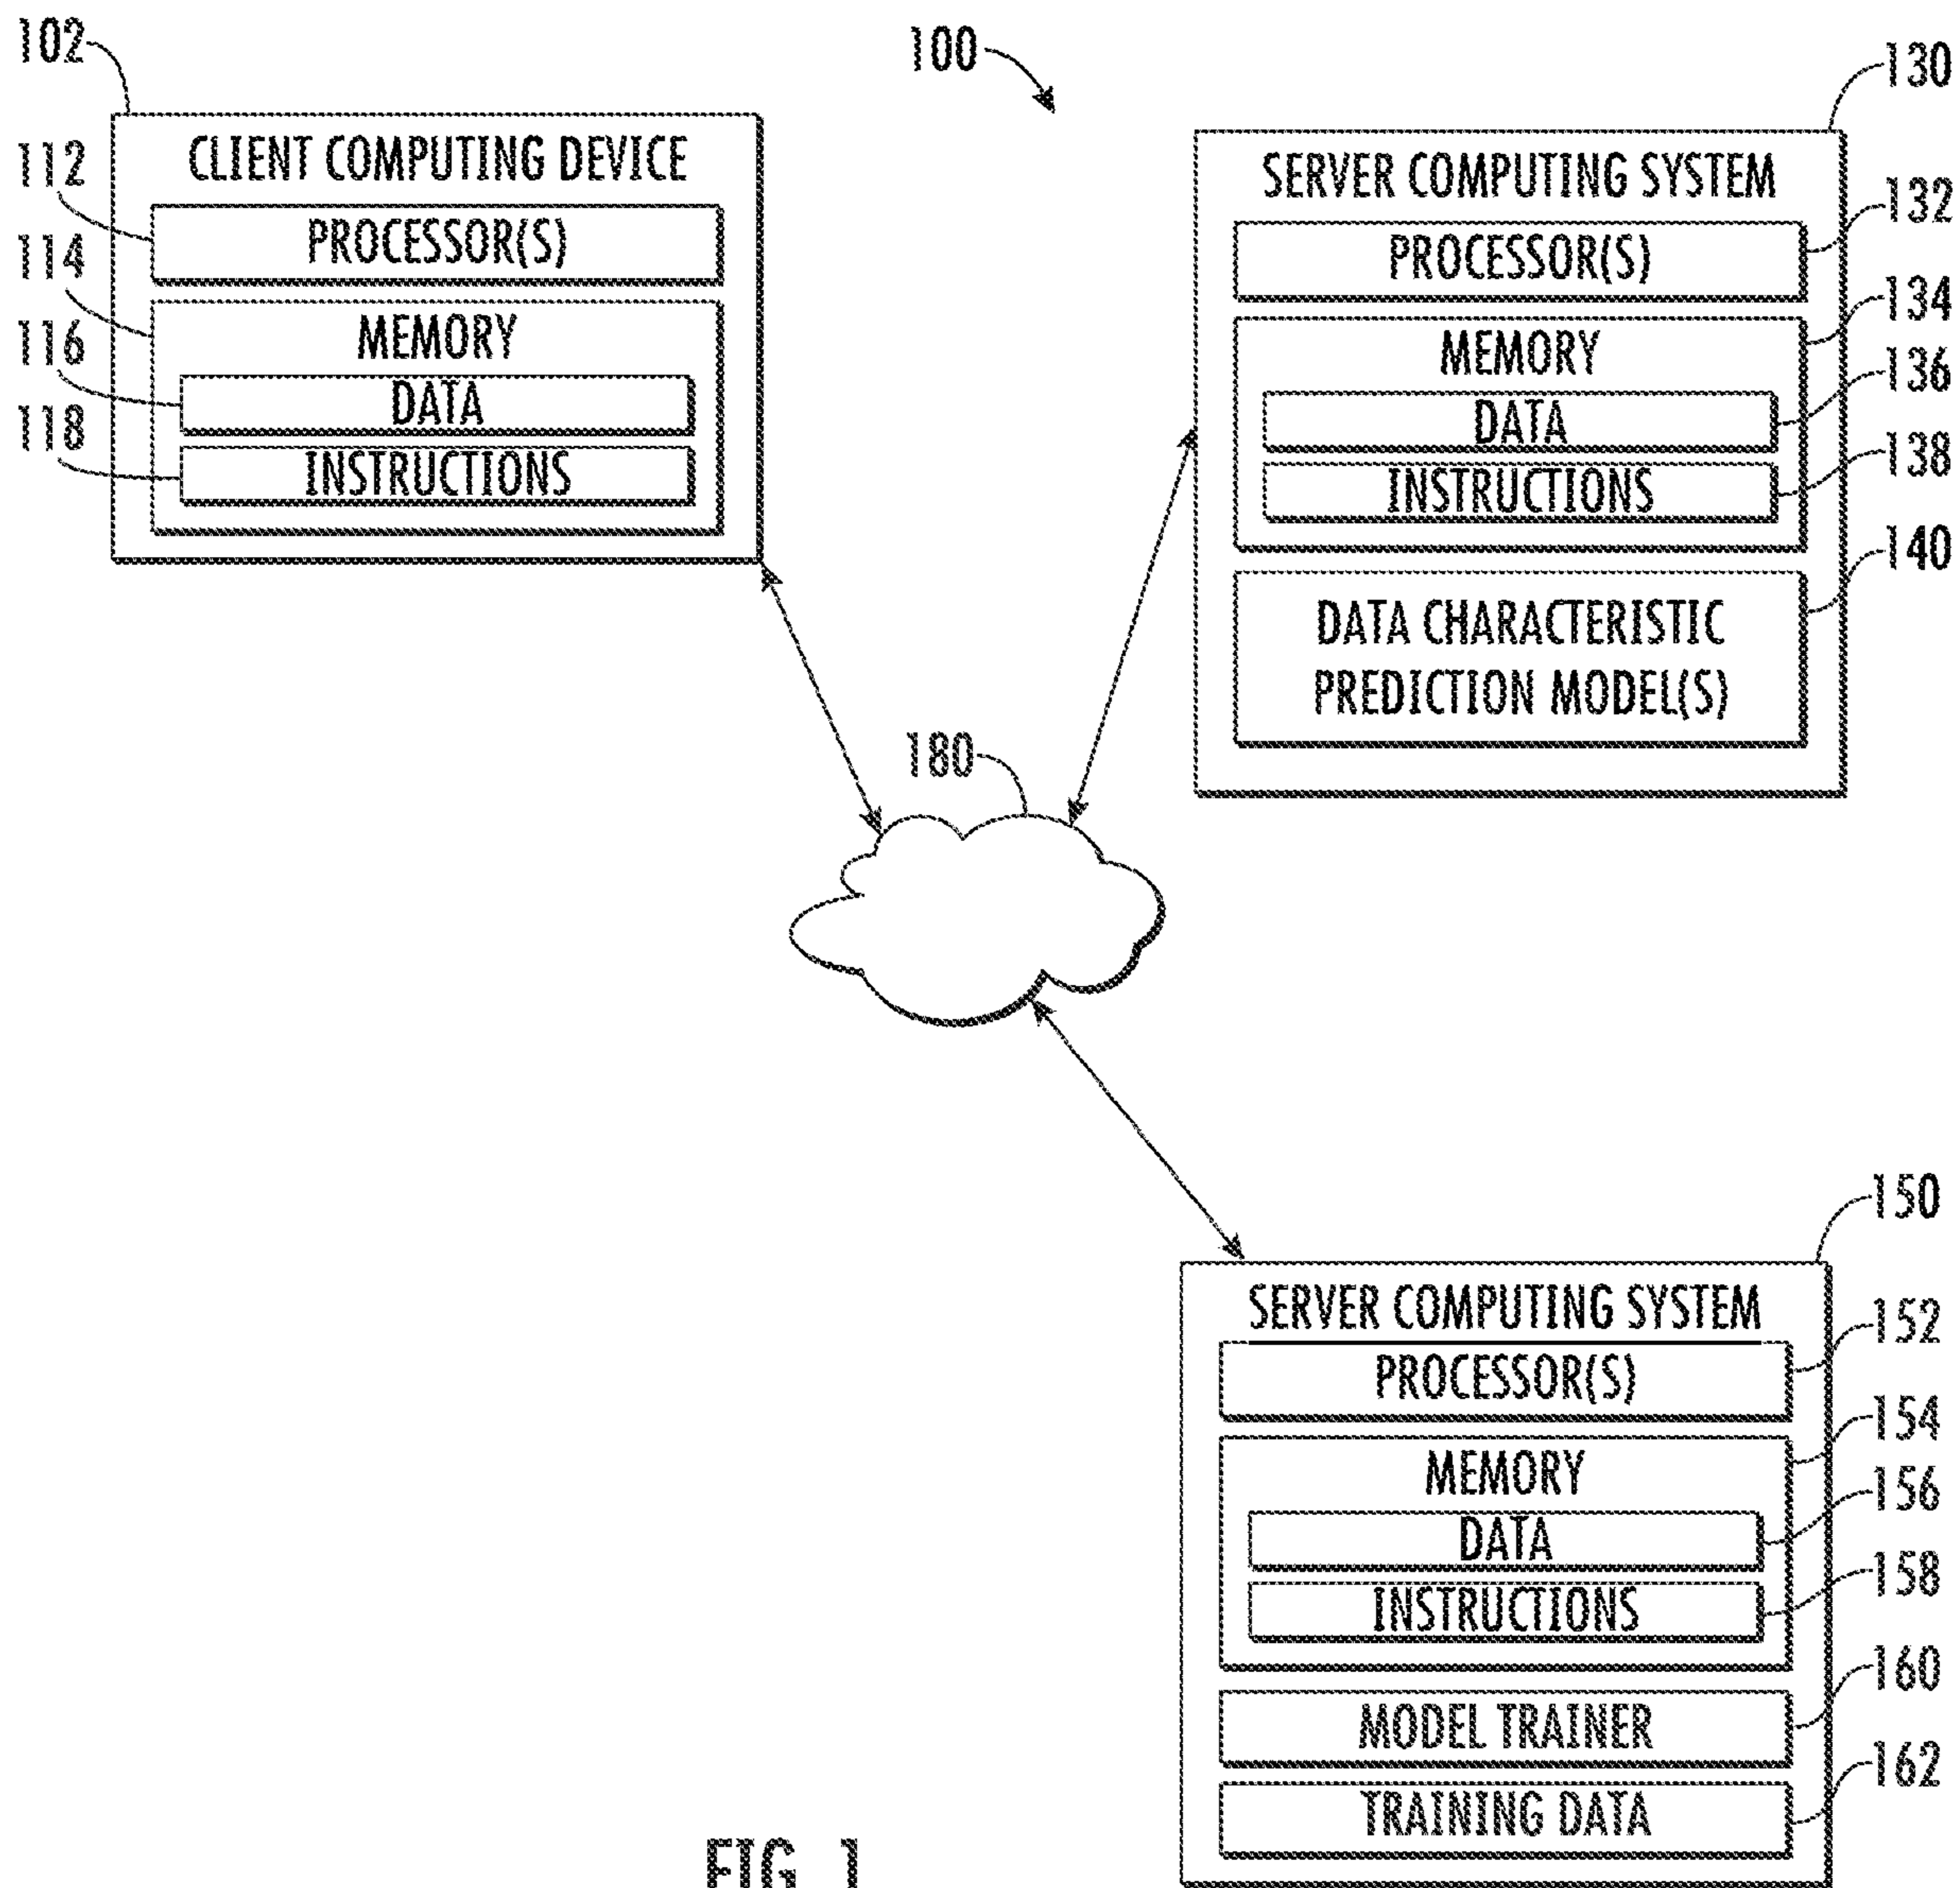 102
100
130
CLIENT COMPUTING DEVICE
112
PROCESSOR(S)
114
MEMORY
116
DATA
118
INSTRUCTIONS
SERVER COMPUTING SYSTEM
132
PROCESSOR(S)
134
MEMORY
136
DATA
138
INSTRUCTIONS
140
DATA CHARACTERISTIC
PREDICTION MODEL(S)
180
150
SERVER COMPUTING SYSTEM
152
PROCESSOR(S)
154
MEMORY
156
DATA
158
INSTRUCTIONS
160
MODEL TRAINER
162
TRAINING DATA
FIG. 1